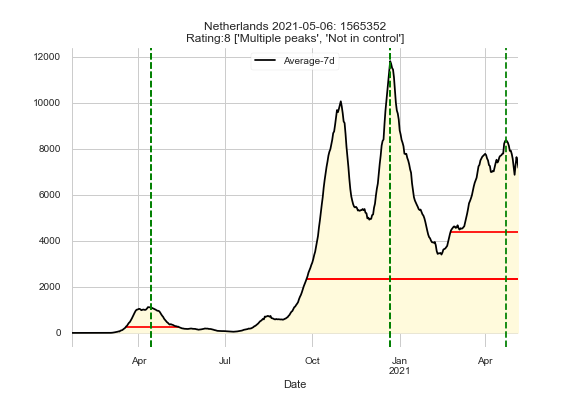 Netherlands 2021-05-06: 1565352
Rating:8 ['Multiple peaks', 'Not in control']
Average-7d
12000
10000
8000
6000
4000
2000
0
Apr
Jul
Oct
Jan
2021
Apr
Date